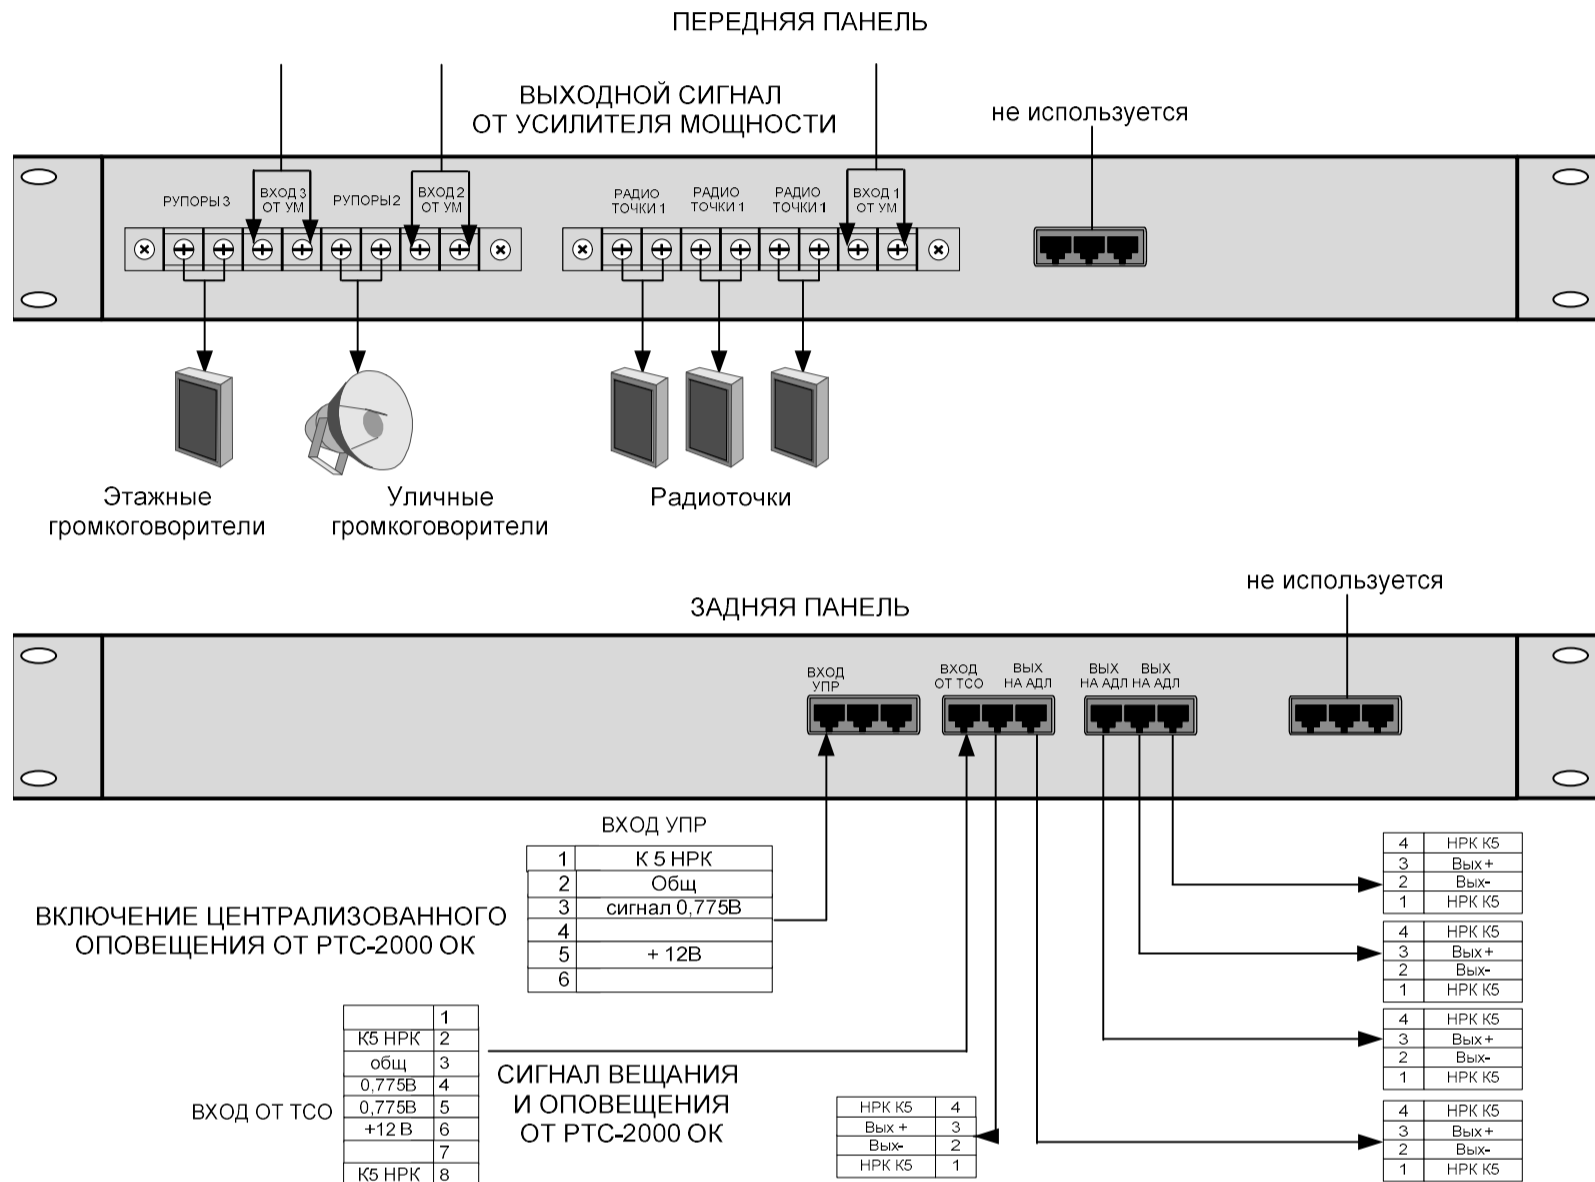 ПЕРЕДНЯЯ ПАНЕЛЬ
ВЫХОДНОЙ СИГНАЛ
ОТ УСИЛИТЕЛЯ МОЩНОСТИ
не используется
РУПОРЫ 3
ВХОД 3
ОТ УМ
РУПОРЫ 2
ВХОД 2
ОТ УМ
РАДИО
ТОЧКИ 1
РАДИО
ТОЧКИ 1
РАДИО
ТОЧКИ 1
ВХОД 1
ОТ УМ
Этажные
громкоговорители
Уличные
громкоговорители
Радиоточки
не используется
ЗАДНЯЯ ПАНЕЛЬ
ВХОД
УПР
ВХОД
ОТ ТСО
ВЫХ
НА АДЛ
ВЫХ
НА АДЛ
ВЫХ
НА АДЛ
ВХОД УПР
1 К 5 НРК
2 Общ
3 сигнал 0,775В
4
5 + 12В
6
ВКЛЮЧЕНИЕ ЦЕНТРАЛИЗОВАННОГО
ОПОВЕЩЕНИЯ ОТ РТС-2000 ОК
4 НРК К5
3 Вых +
2 Вых-
1 НРК К5
4 НРК К5
3 Вых +
2 Вых-
1 НРК К5
4 НРК К5
3 Вых +
2 Вых-
1 НРК К5
4 НРК К5
3 Вых +
2 Вых-
1 НРК К5
ВХОД ОТ ТСО
1
К5 НРК 2
общ 3
0,775В 4
0,775В 5
+12 В 6
7
К5 НРК 8
СИГНАЛ ВЕЩАНИЯ
И ОПОВЕЩЕНИЯ
ОТ РТС-2000 ОК
НРК К5 4
Вых + 3
Вых- 2
НРК К5 1